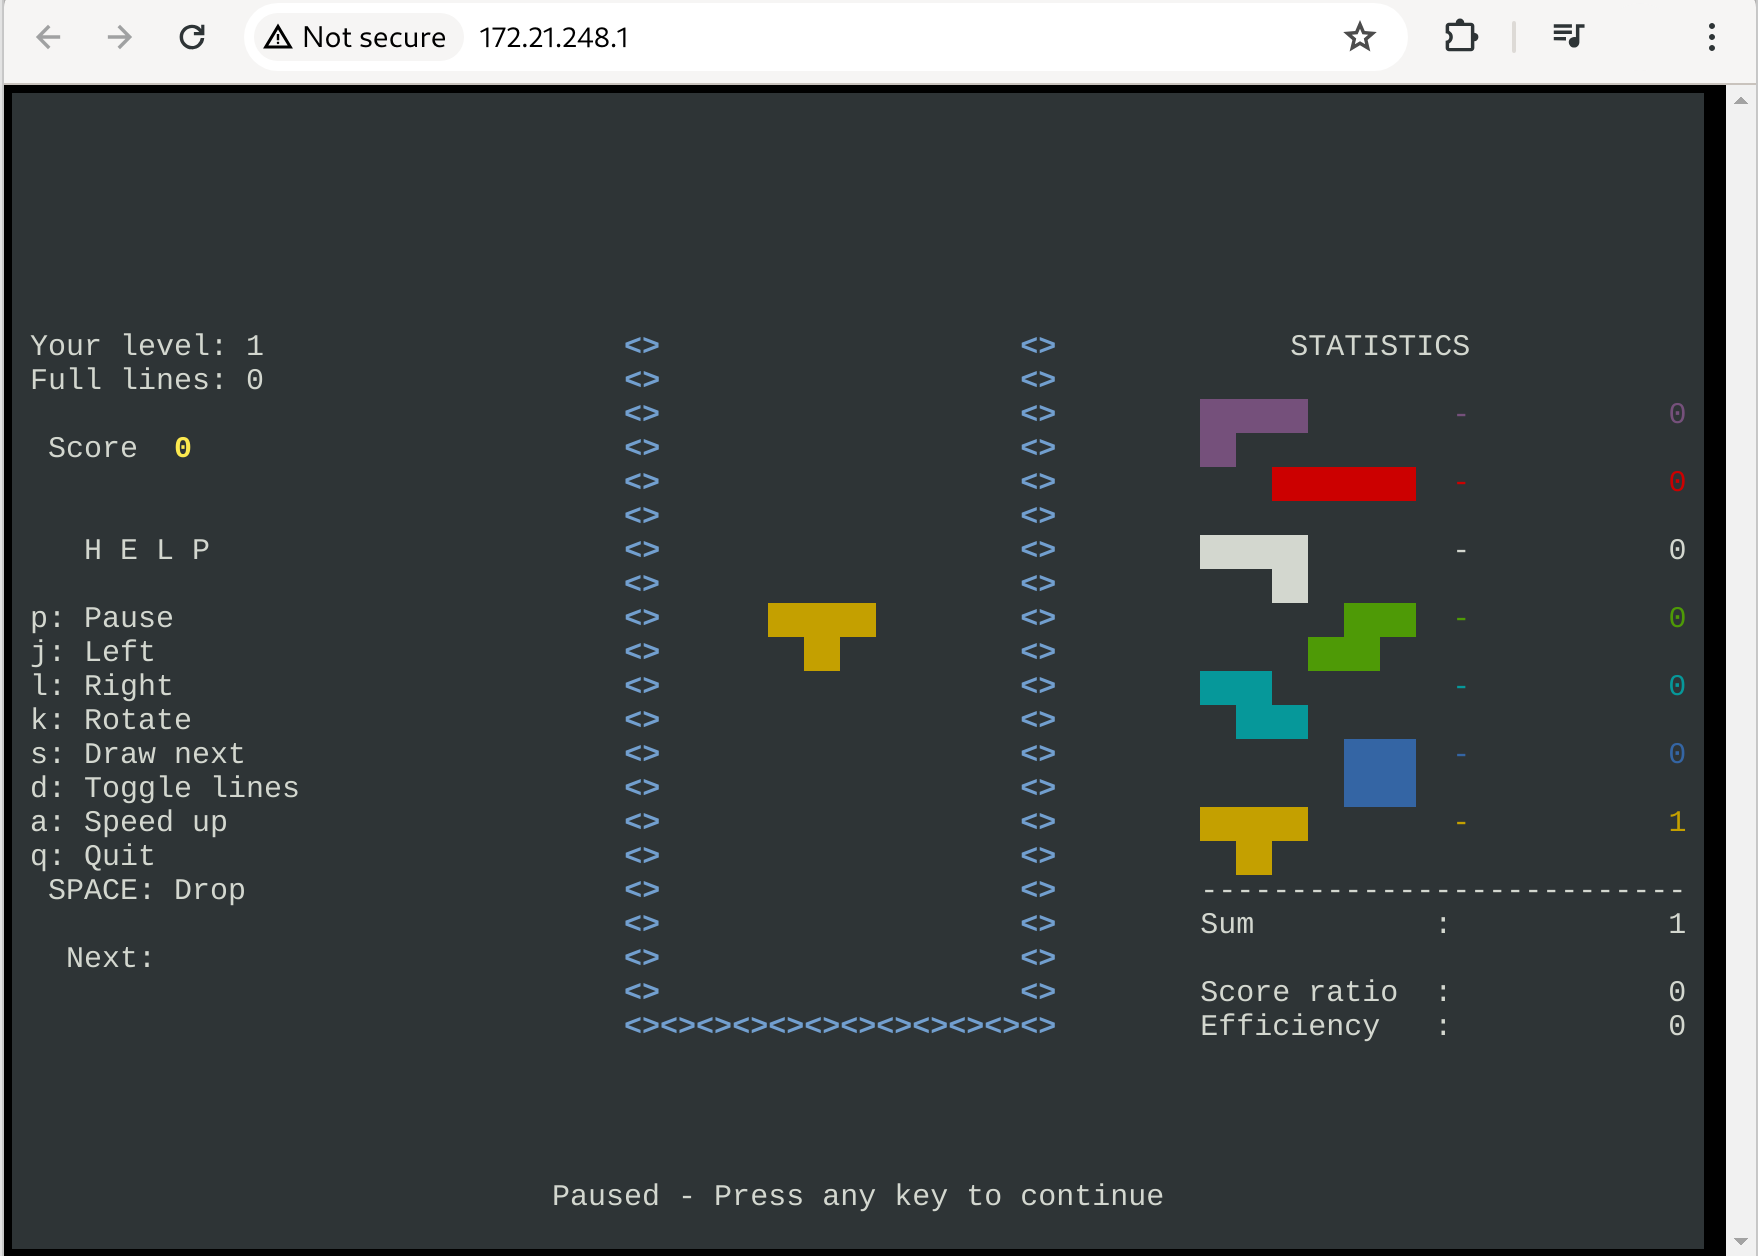 Not secure 172.21.248.1
Your level: 1 <> <> STATISTICS
Full lines: 0 <> <>
<> <> - 0
Score 0 <> <>
<> <> - 0
<> <>
H E L P <> <> - 0
<> <>
p: Pause <> <> - 0
j: Left <> <>
l: Right <> <> - 0
k: Rotate <> <>
s: Draw next <> <> - 0
d: Toggle lines <> <>
a: Speed up <> <> - 1
q: Quit <> <>
SPACE: Drop <> <> ---------------------------
<> <> Sum : 1
Next: <> <>
<> <> Score ratio : 0
<><><><><><><><><><><><> Efficiency : 0
Paused - Press any key to continue